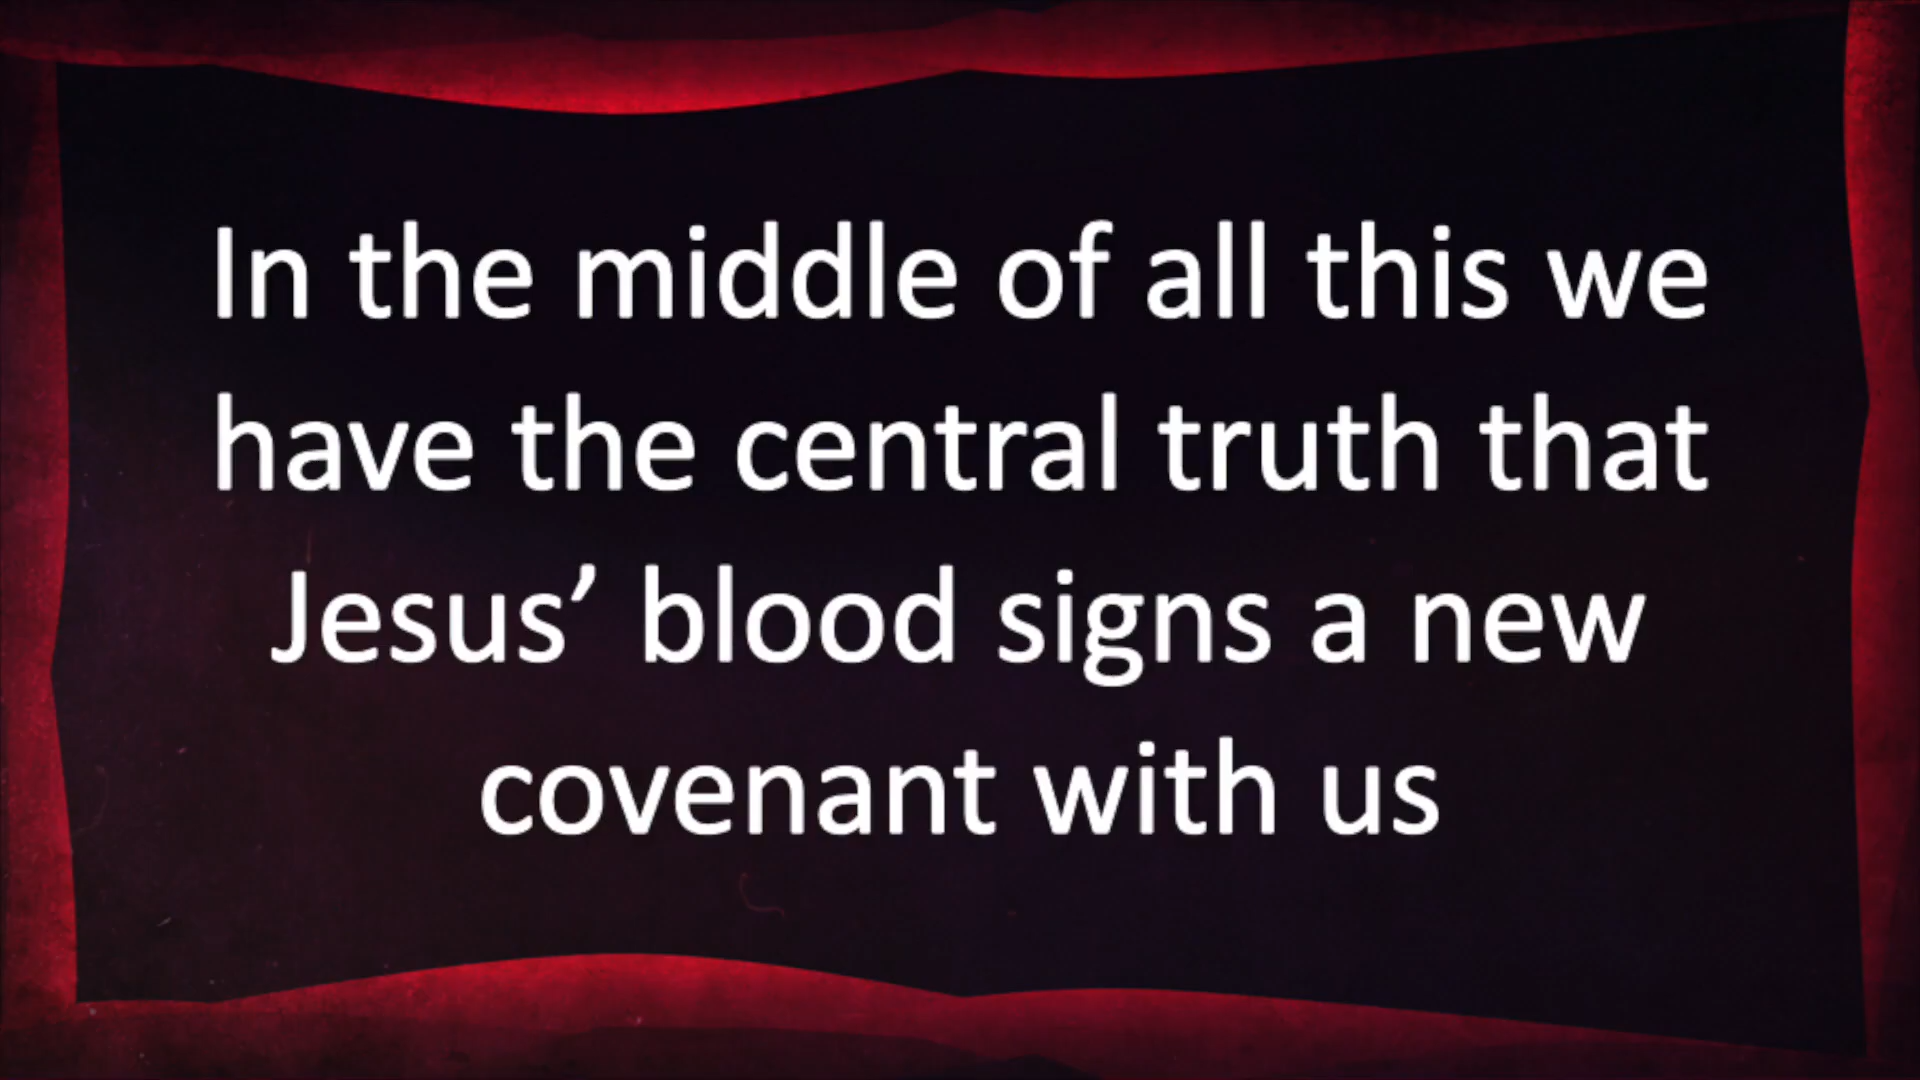 In the middle of all this we
have the central truth that
Jesus’ blood signs a new
covenant with us